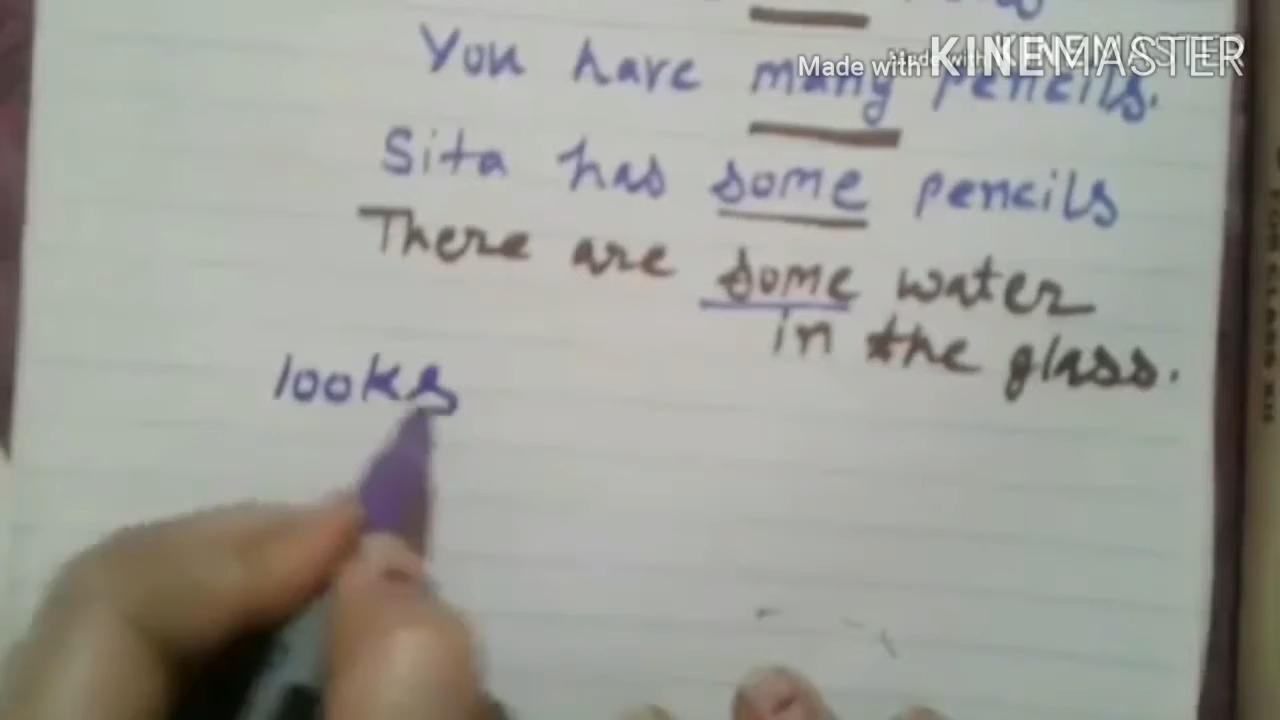 Made with KINEMASTER
You have many pencils.
Sita has some pencils
There are some water
in the glass.
looks